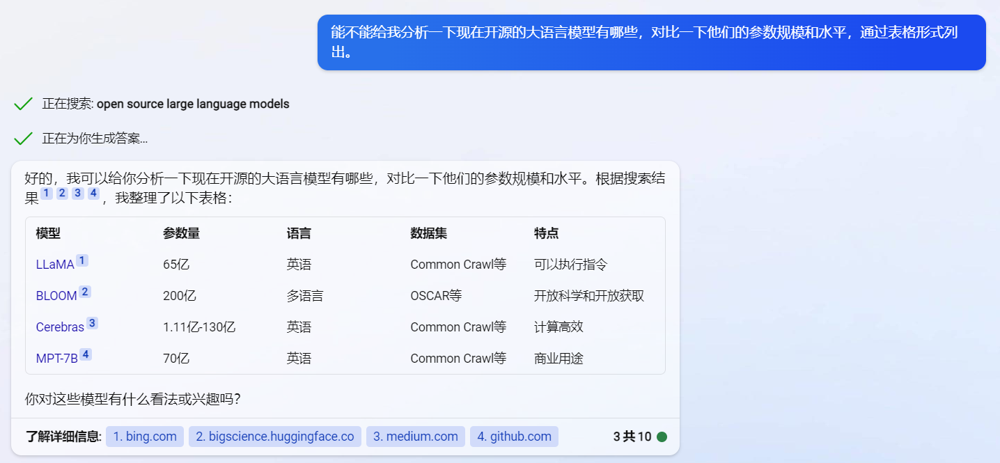 能不能给我分析一下现在开源的大语言模型有哪些，对比一下他们的参数规模和水平，通过表格形式列
出。
正在搜索: open source large language models
正在为你生成答案...
好的，我可以给你分析一下现在开源的大语言模型有哪些，对比一下他们的参数规模和水平。根据搜索结
果 1 2 3 4 ，我整理了以下表格：
模型 参数量 语言 数据集 特点
LLaMA 1 65亿 英语 Common Crawl等 可以执行指令
BLOOM 2 200亿 多语言 OSCAR等 开放科学和开放获取
Cerebras 3 1.11亿-130亿 英语 Common Crawl等 计算高效
MPT-7B 4 70亿 英语 Common Crawl等 商业用途
你对这些模型有什么看法或兴趣吗？
了解详细信息: 1. bing.com 2. bigscience.huggingface.co 3. medium.com 4. github.com 3 共 10